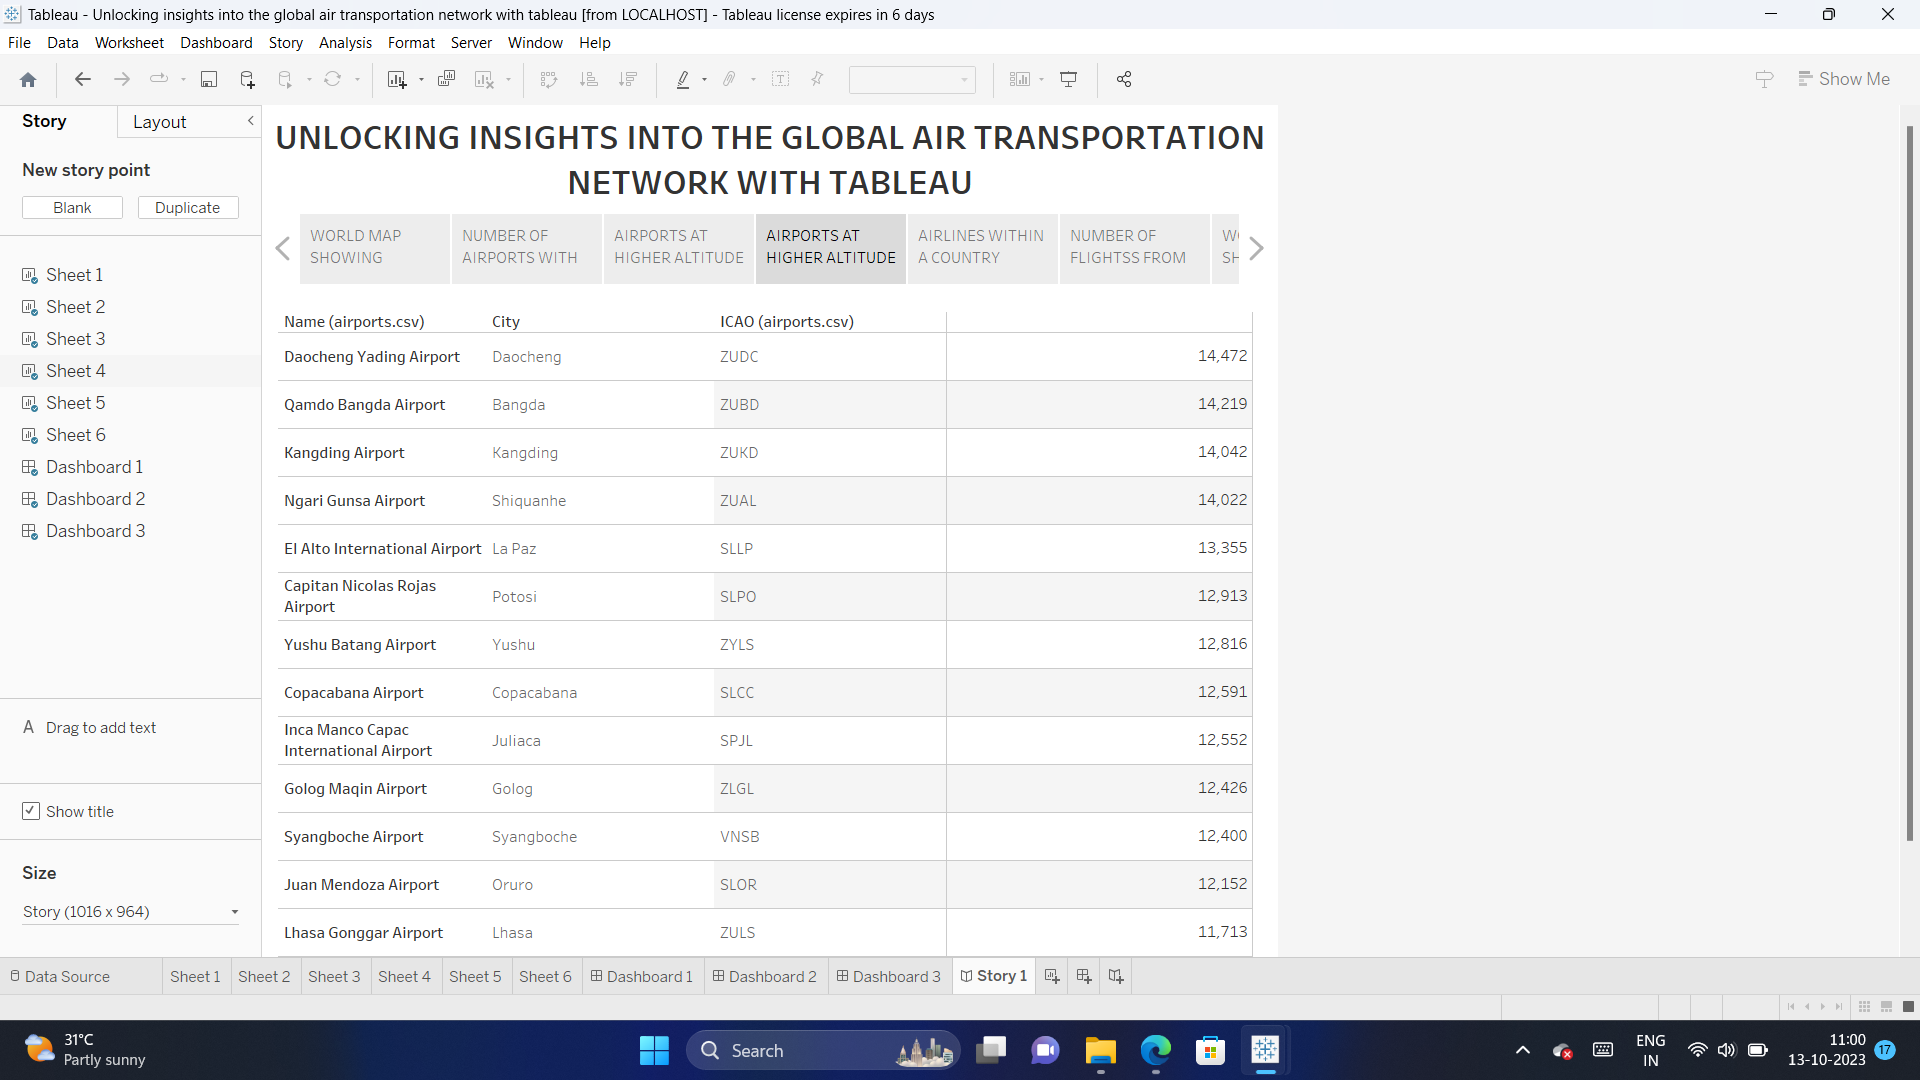 Tableau - Unlocking insights into the global air transportation network with tableau [from LOCALHOST] - Tableau license expires in 6 days
File Data Worksheet Dashboard Story Analysis Format Server Window Help
Show Me
Story Layout
New story point
Blank Duplicate
Sheet 1
Sheet 2
Sheet 3
Sheet 4
Sheet 5
Sheet 6
Dashboard 1
Dashboard 2
Dashboard 3
A Drag to add text
Show title
Size
Story (1016 x 964)
UNLOCKING INSIGHTS INTO THE GLOBAL AIR TRANSPORTATION
NETWORK WITH TABLEAU
WORLD MAP
SHOWING
NUMBER OF
AIRPORTS WITH
AIRPORTS AT
HIGHER ALTITUDE
AIRPORTS AT
HIGHER ALTITUDE
AIRLINES WITHIN
A COUNTRY
NUMBER OF
FLIGHTSS FROM
SH
Name (airports.csv) City ICAO (airports.csv)
Daocheng Yading Airport Daocheng ZUDC 14,472
Qamdo Bangda Airport Bangda ZUBD 14,219
Kangding Airport Kangding ZUKD 14,042
Ngari Gunsa Airport Shiquanhe ZUAL 14,022
El Alto International Airport La Paz SLLP 13,355
Capitan Nicolas Rojas
Airport Potosi SLPO 12,913
Yushu Batang Airport Yushu ZYLS 12,816
Copacabana Airport Copacabana SLCC 12,591
Inca Manco Capac
International Airport Juliaca SPJL 12,552
Golog Maqin Airport Golog ZLGL 12,426
Syangboche Airport Syangboche VNSB 12,400
Juan Mendoza Airport Oruro SLOR 12,152
Lhasa Gonggar Airport Lhasa ZULS 11,713
Data Source Sheet 1 Sheet 2 Sheet 3 Sheet 4 Sheet 5 Sheet 6 Dashboard 1 Dashboard 2 Dashboard 3 Story 1
31°C
Partly sunny
Search
ENG
IN
11:00
13-10-2023
17